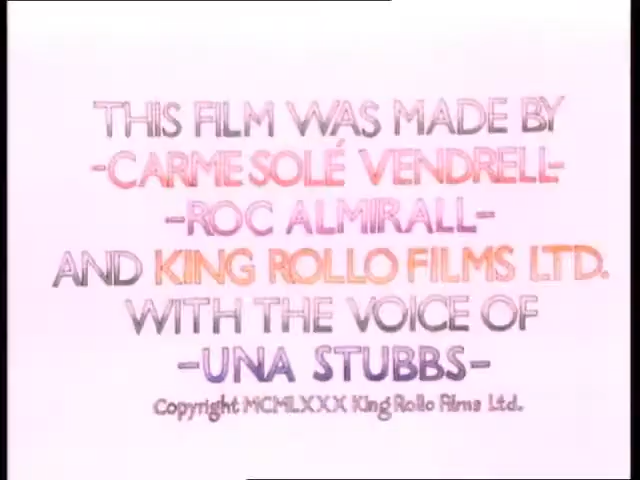 THIS FILM WAS MADE BY
-CARME SOLÉ VENDRELL-
-ROC ALMIRALL-
AND KING ROLLO FILMS LTD.
WITH THE VOICE OF
-UNA STUBBS-
Copyright MCMLXXX King Rollo Films Ltd.